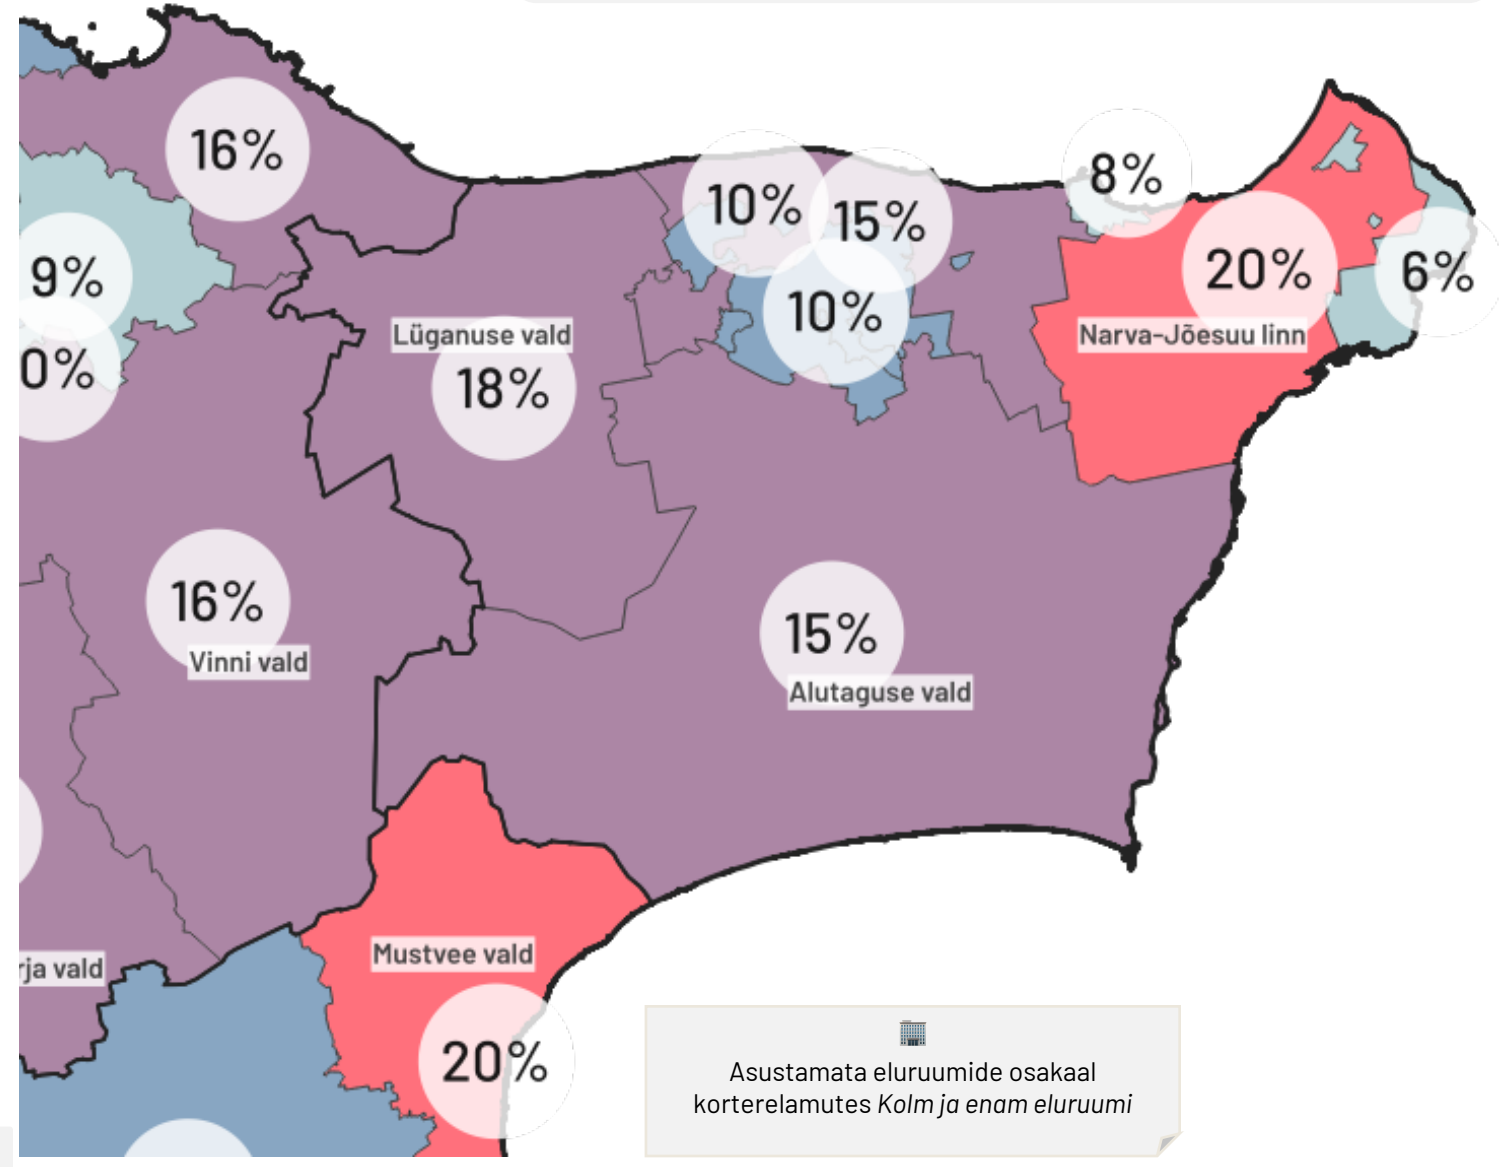 16%
10%
15%
8%
20%
6%
9%
10%
Lüganuse vald
Narva-Jõesuu linn
0%
18%
16%
Vinni vald
15%
Alutaguse vald
Mustvee vald
rja vald
20%
Asustamata eluruumide osakaal
korterelamutes Kolm ja enam eluruumi